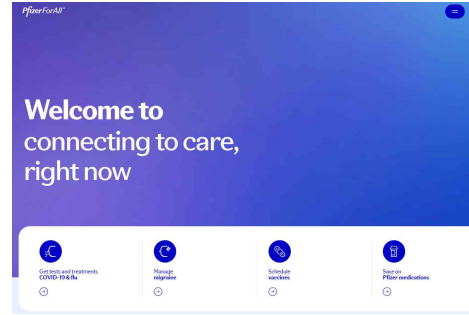 PfizerForAll™
Welcome to
connecting to care,
right now
Get tests and treatments
COVID-19 & flu
Manage
migraine
Schedule
vaccines
Save on
Pfizer medications